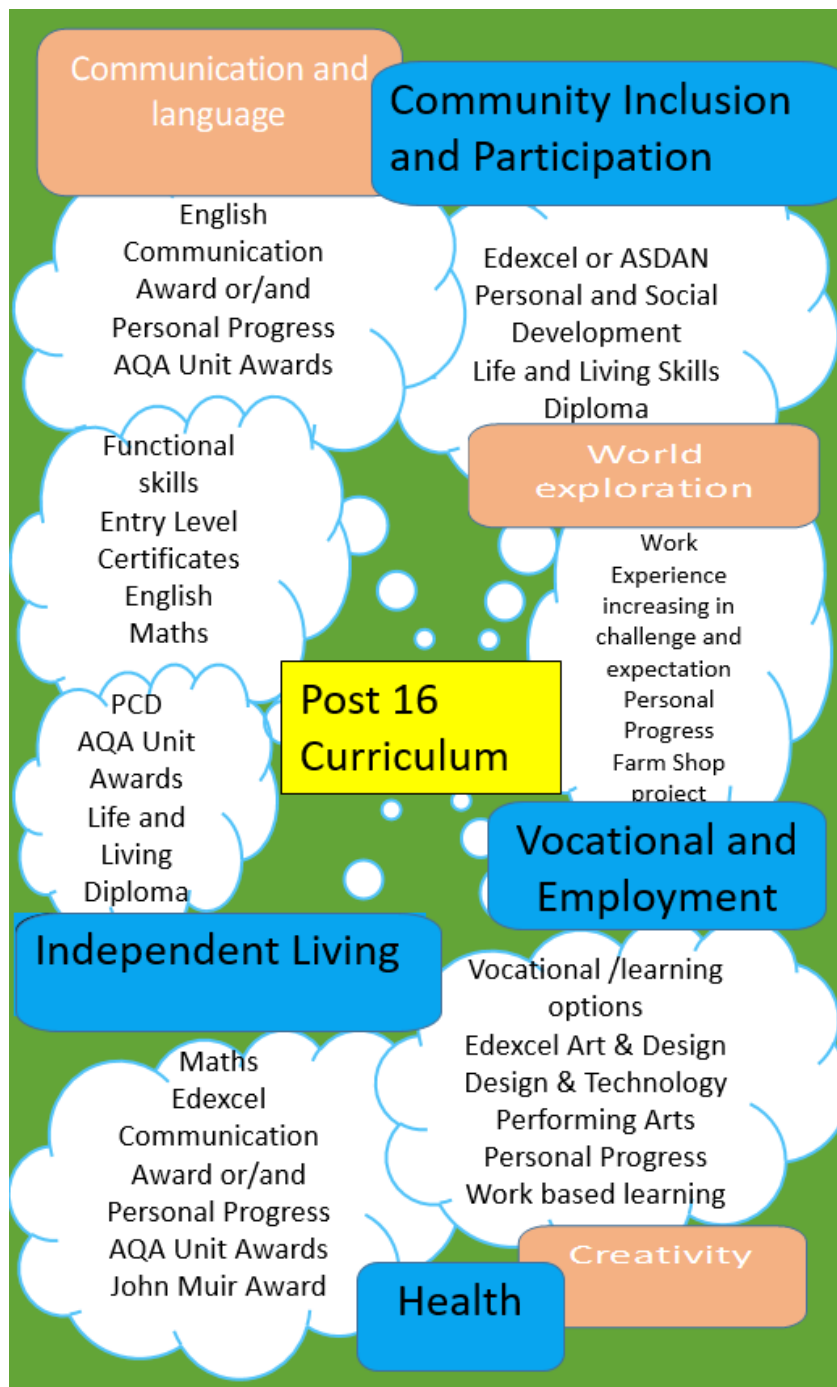 Communication and
language
Community Inclusion
and Participation
English
Communication
Award or/and
Personal Progress
AQA Unit Awards
Edexcel or ASDAN
Personal and Social
Development
Life and Living Skills
Diploma
World
exploration
Functional
skills
Entry Level
Certificates
English
Maths
Work
Experience
increasing in
challenge and
expectation
Personal
Progress
Farm Shop
project
Post 16
Curriculum
PCD
AQA Unit
Awards
Life and
Living
Diploma
Vocational and
Employment
Independent Living
Vocational /learning
options
Edexcel Art & Design
Design & Technology
Performing Arts
Personal Progress
Work based learning
Maths
Edexcel
Communication
Award or/and
Personal Progress
AQA Unit Awards
John Muir Award
Creativity
Health